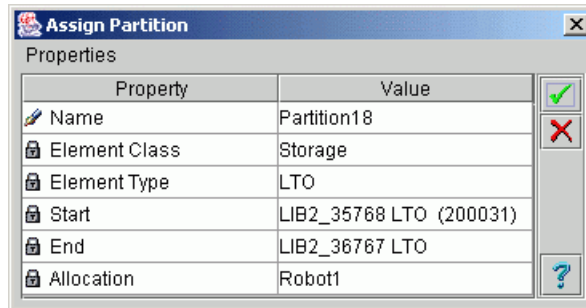 Assign Partition
Properties
Property Value
Name Partition18
Element Class Storage
Element Type LTO
Start LIB2_35768 LTO (200031)
End LIB2_36767 LTO
Allocation Robot1
?